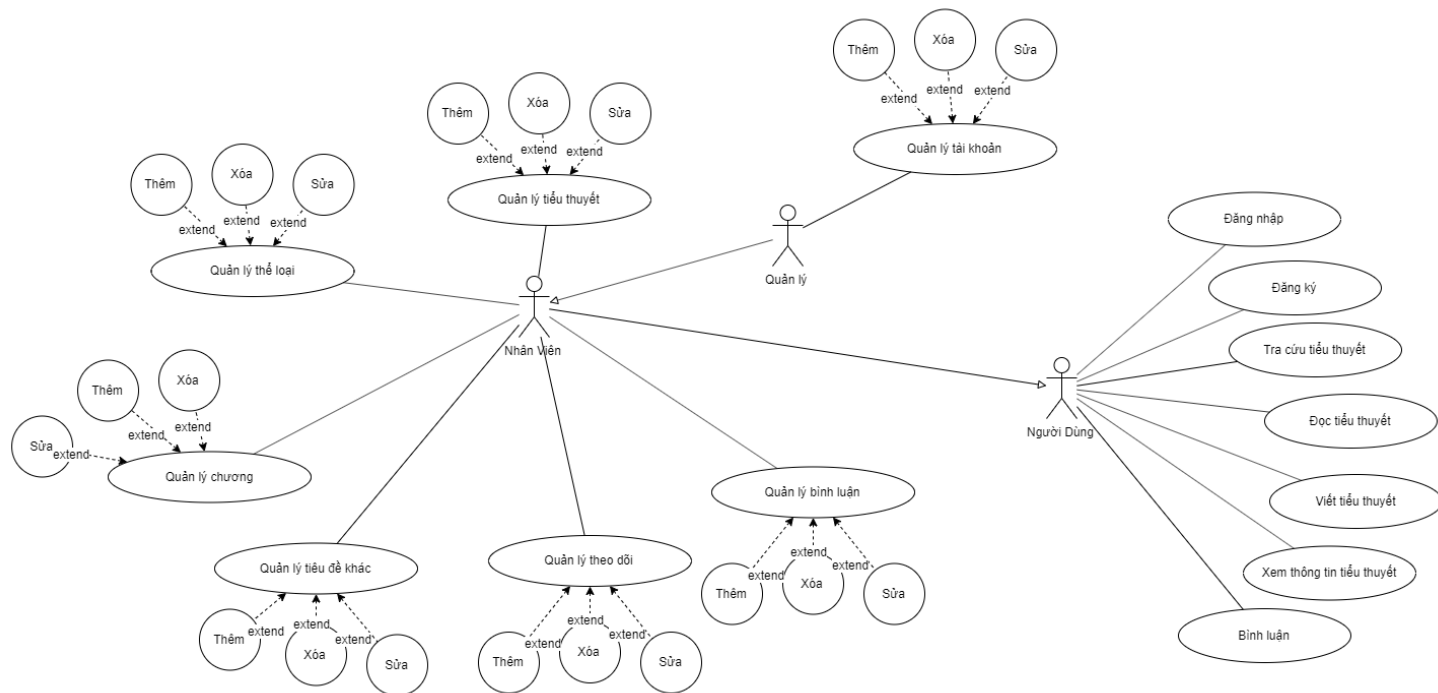 Thêm
Xóa
Sửa
extend
extend
extend
Quản lý tài khoản
Thêm
Xóa
Sửa
extend
extend
extend
Quản lý tiểu thuyết
Thêm
Xóa
Sửa
extend
extend
extend
Quản lý thể loại
Quản lý
Nhân Viên
Người Dùng
Đăng nhập
Đăng ký
Tra cứu tiểu thuyết
Đọc tiểu thuyết
Viết tiểu thuyết
Xem thông tin tiểu thuyết
Bình luận
Thêm
Xóa
Sửa
extend
extend
extend
Quản lý chương
Quản lý bình luận
extend
extend
extend
Thêm
Xóa
Sửa
Quản lý tiêu đề khác
extend
extend
extend
Thêm
Xóa
Sửa
Quản lý theo dõi
extend
extend
extend
Thêm
Xóa
Sửa